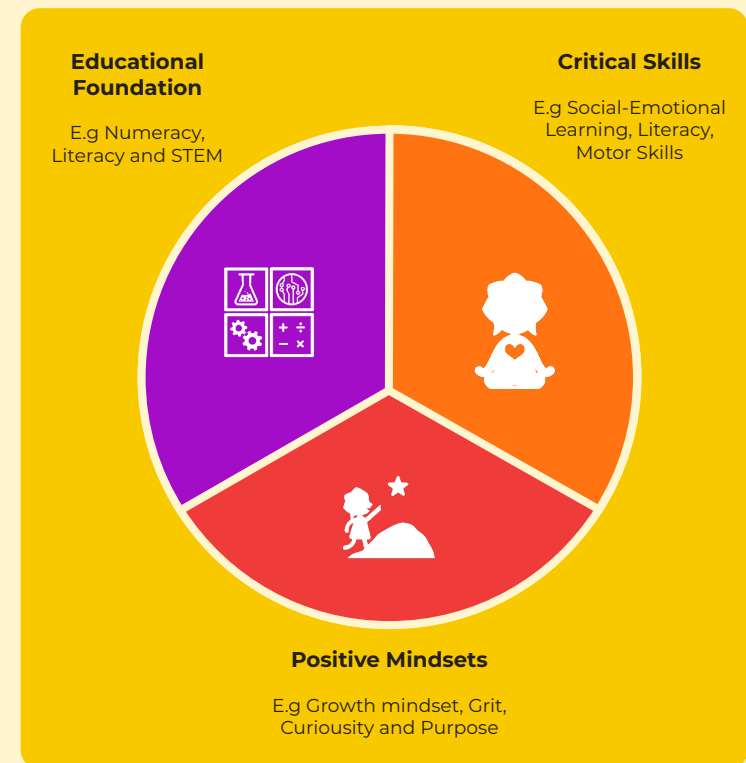 Educational
Foundation
E.g Numeracy,
Literacy and STEM
Critical Skills
E.g Social-Emotional
Learning, Literacy,
Motor Skills
+ ÷
− ×
Positive Mindsets
E.g Growth mindset, Grit,
Curiousity and Purpose